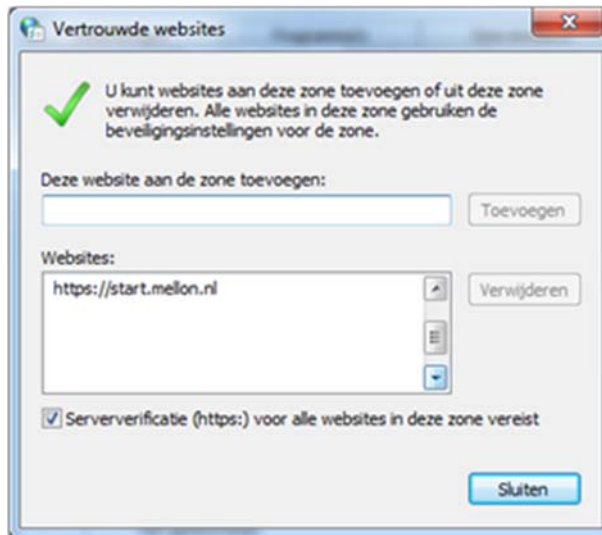 Vertrouwde websites
U kunt websites aan deze zone toevoegen of uit deze zone
verwijderen. Alle websites in deze zone gebruiken de
beveiligingsinstellingen voor de zone.
Deze website aan de zone toevoegen:
Toevoegen
Websites:
https://start.mellon.nl
Verwijderen
Serververificatie (https:) voor alle websites in deze zone vereist
Sluiten